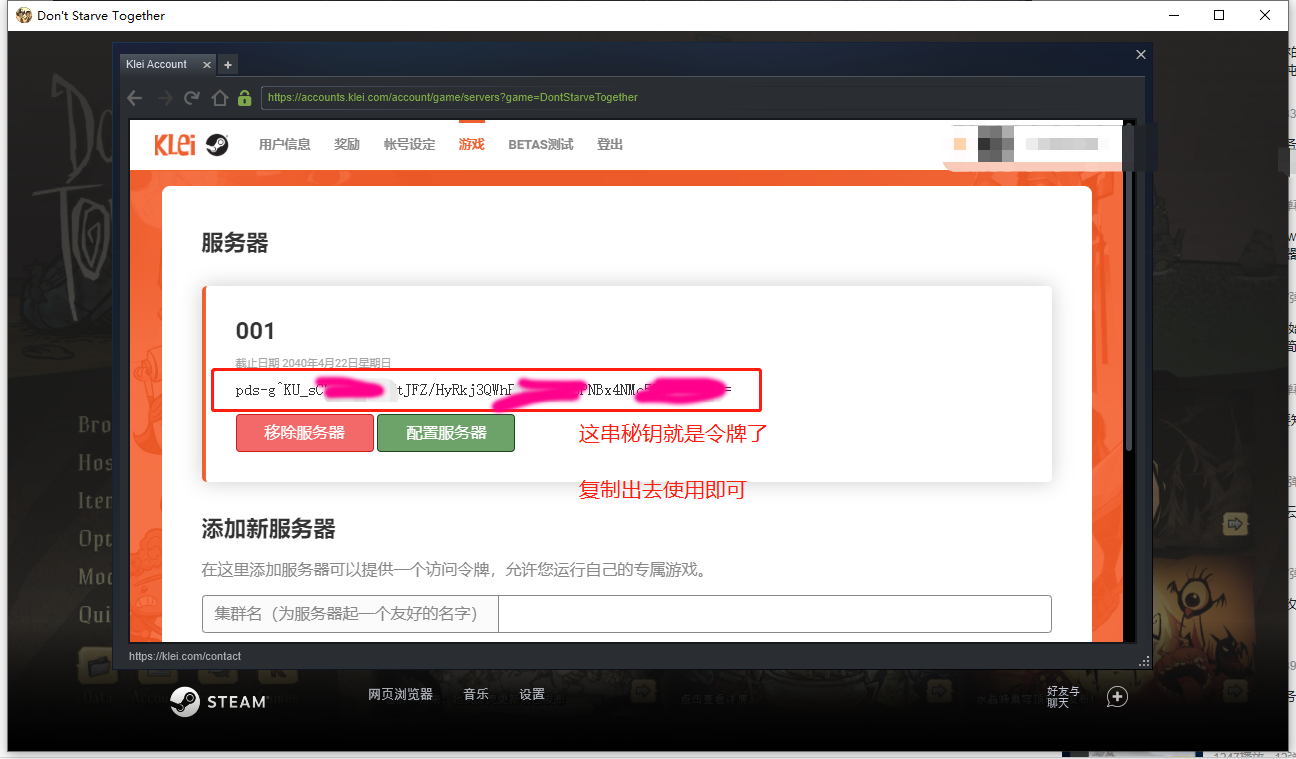 Don't Starve Together
Klei Account
https://accounts.klei.com/account/game/servers?game=DontStarveTogether
KLei 用户信息 奖励 帐号设定 游戏 BETAS测试 登出
服务器
001
截止日期 2040年4月22日星期日
pds-g^KU_sC tJFZ/HyRkj3QWh PNBx4NMc =
移除服务器 配置服务器
这串秘钥就是令牌了
复制出去使用即可
添加新服务器
在这里添加服务器可以提供一个访问令牌，允许您运行自己的专属游戏。
集群名（为服务器起一个友好的名字）
https://klei.com/contact
Bro
Hos
Iten
Opt
Mod
Qui
STEAM
网页浏览器 音乐 设置
好友与
聊天